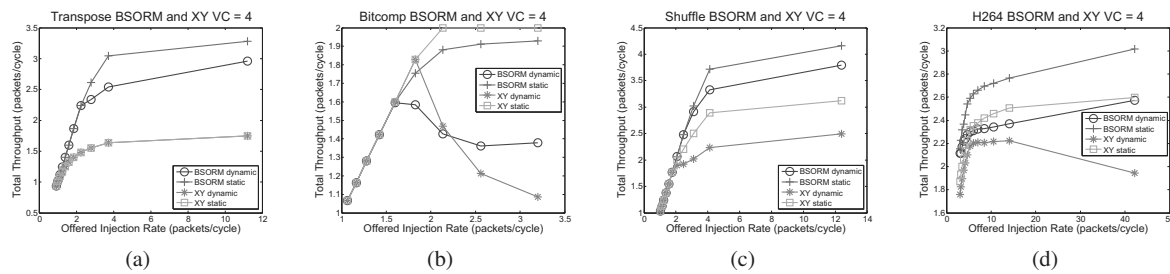 Transpose BSORM and XY VC = 4
Total Throughput (packets/cycle)
3.5
3
2.5
2
1.5
1
0.5
0 2 4 6 8 10 12
BSORM dynamic
BSORM static
XY dynamic
XY static
Offered Injection Rate (packets/cycle)
(a)
Bitcomp BSORM and XY VC = 4
Total Throughput (packets/cycle)
2
1.9
1.8
1.7
1.6
1.5
1.4
1.3
1.2
1.1
1
1 1.5 2 2.5 3 3.5
BSORM dynamic
BSORM static
XY dynamic
XY static
Offered Injection Rate (packets/cycle)
(b)
Shuffle BSORM and XY VC = 4
Total Throughput (packets/cycle)
4.5
4
3.5
3
2.5
2
1.5
1
0 2 4 6 8 10 12 14
BSORM dynamic
BSORM static
XY dynamic
XY static
Offered Injection Rate (packets/cycle)
(c)
H264 BSORM and XY VC = 4
Total Throughput (packets/cycle)
3.2
3
2.8
2.6
2.4
2.2
2
1.8
1.6
0 10 20 30 40 50
BSORM dynamic
BSORM static
XY dynamic
XY static
Offered Injection Rate (packets/cycle)
(d)